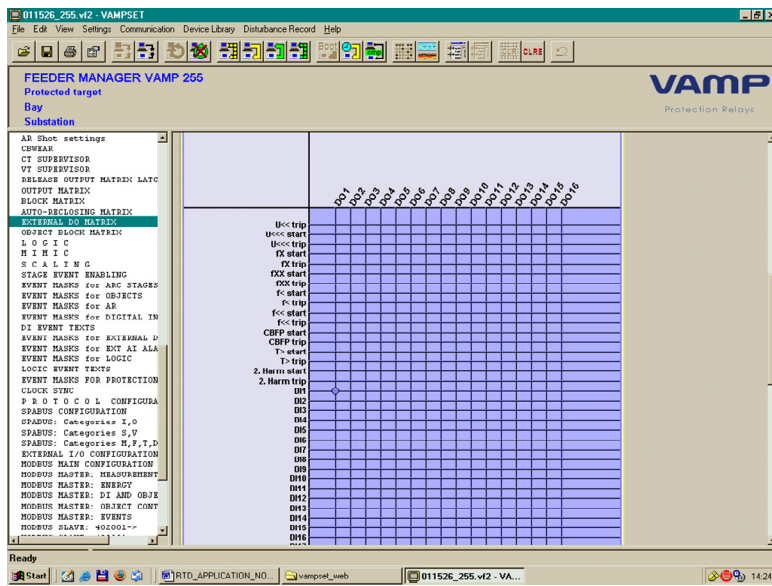 011526_255.vf2 - VAMPSET
File Edit View Settings Communication Device Library Disturbance Record Help
Boot
cmp
CLRE
FEEDER MANAGER VAMP 255
Protected target
Bay
Substation
VAMP
Protection Relays
AR Shot settings
CBWEAR
CT SUPERVISOR
VT SUPERVISOR
RELEASE OUTPUT MATRIX LATC
OUTPUT MATRIX
BLOCK MATRIX
AUTO-RECLOSING MATRIX
EXTERNAL DO MATRIX
OBJECT BLOCK MATRIX
L O G I C
M I M I C
S C A L I N G
STAGE EVENT ENABLING
EVENT MASKS for ARC STAGES
EVENT MASKS for OBJECTS
EVENT MASKS for AR
EVENT MASKS for DIGITAL IN
DI EVENT TEXTS
EVENT MASKS for EXTERNAL D
EVENT MASKS for EXT AI ALA
EVENT MASKS for LOGIC
LOGIC EVENT TEXTS
EVENT MASKS FOR PROTECTION
CLOCK SYNC
P R O T O C O L CONFIGURA
SPABUS CONFIGURATION
SPABUS: Categories I,O
SPABUS: Categories S,V
SPABUS: Categories M,F,T,D
EXTERNAL I/O CONFIGURATION
MODBUS MAIN CONFIGURATION
MODBUS MASTER: MEASUREMENT
MODBUS MASTER: ENERGY
MODBUS MASTER: DI AND OBJE
MODBUS MASTER: OBJECT CONT
MODBUS MASTER: EVENTS
MODBUS SLAVE: 402001->
DO1 DO2 DO3 DO4 DO5 DO6 DO7 DO8 DO9 DO10 DO11 DO12 DO13 DO14 DO15 DO16
U<< trip
U<<< start
U<<< trip
fX start
fX trip
fXX start
fXX trip
f< start
f< trip
f<< start
f<< trip
CBFP start
CBFP trip
T> start
T> trip
2. Harm start
2. Harm trip
DI1
DI2
DI3
DI4
DI5
DI6
DI7
DI8
DI9
DI10
DI11
DI12
DI13
DI14
DI15
DI16
Ready
Start
RTD_APPLICATION_NO...
vampset_web
011526_255.vf2 - VA...
14:24